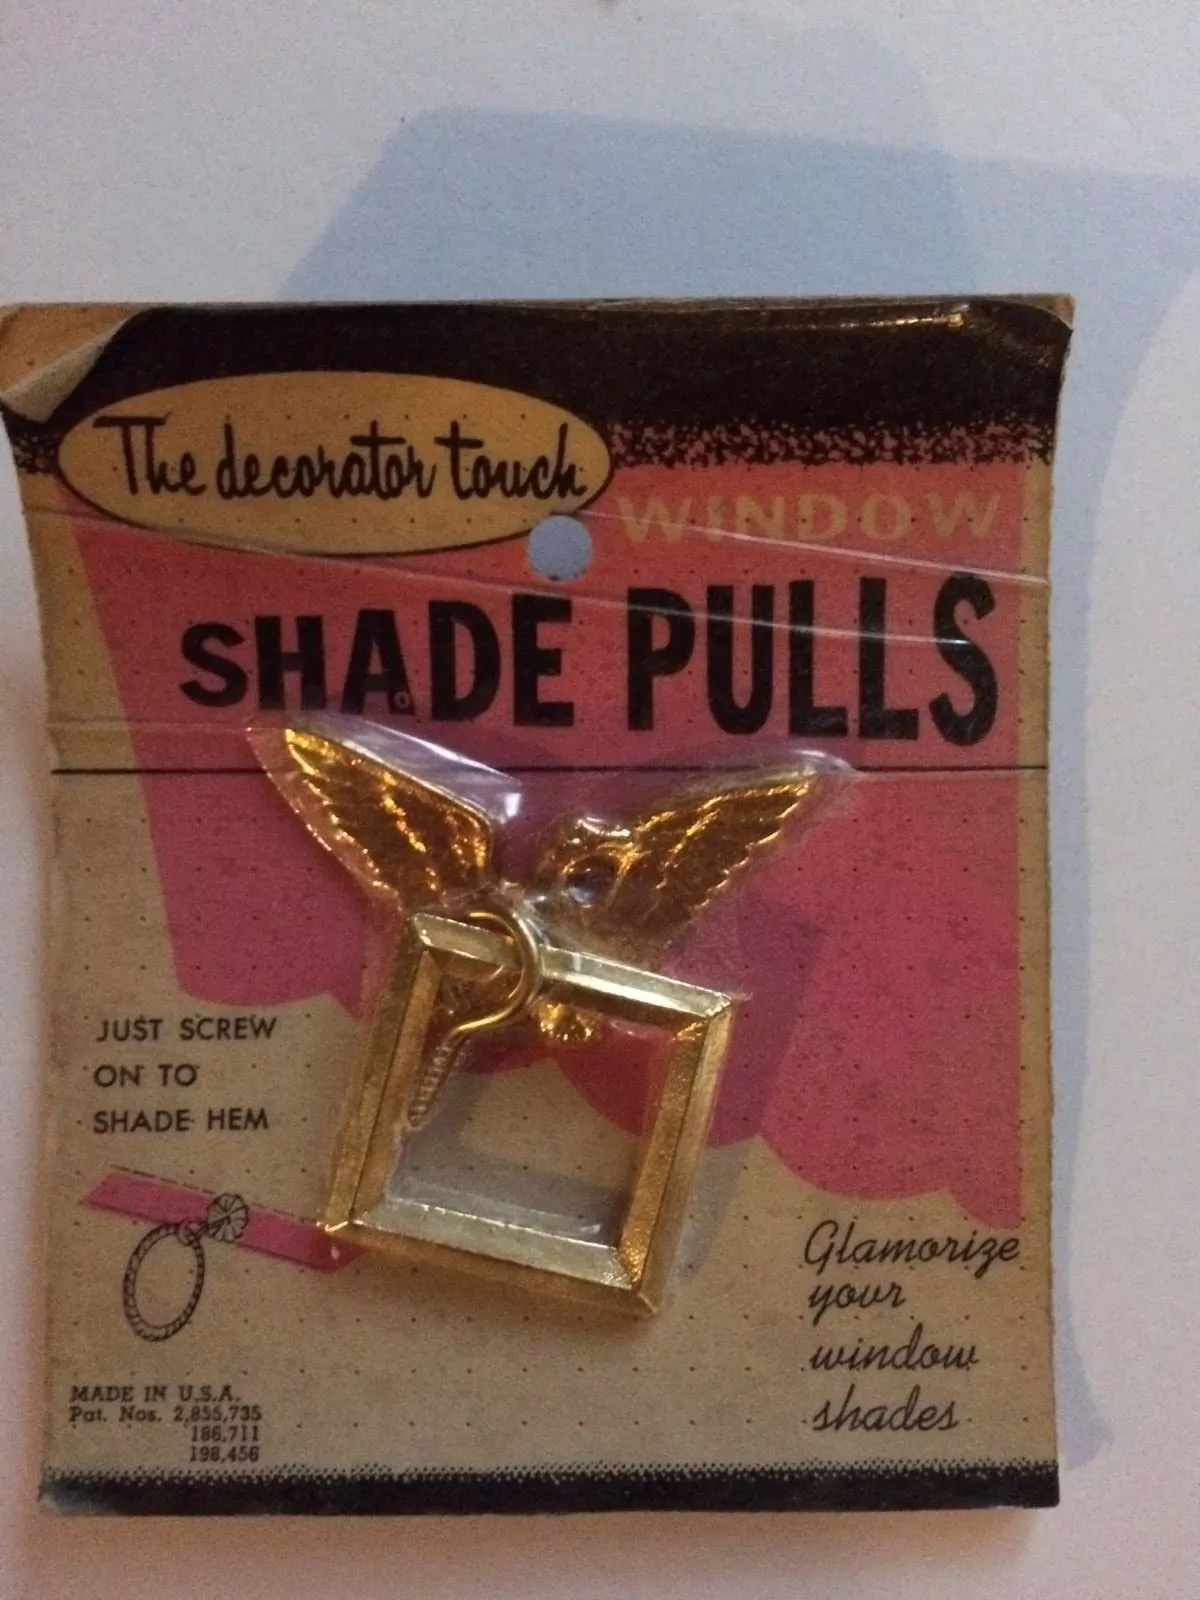 The decorator touch
WINDOW
SHADE PULLS
JUST SCREW
ON TO
SHADE HEM
Glamorize
your
window
shades
MADE IN U.S.A.
Pat. Nos. 2,855,735
186,711
198,456